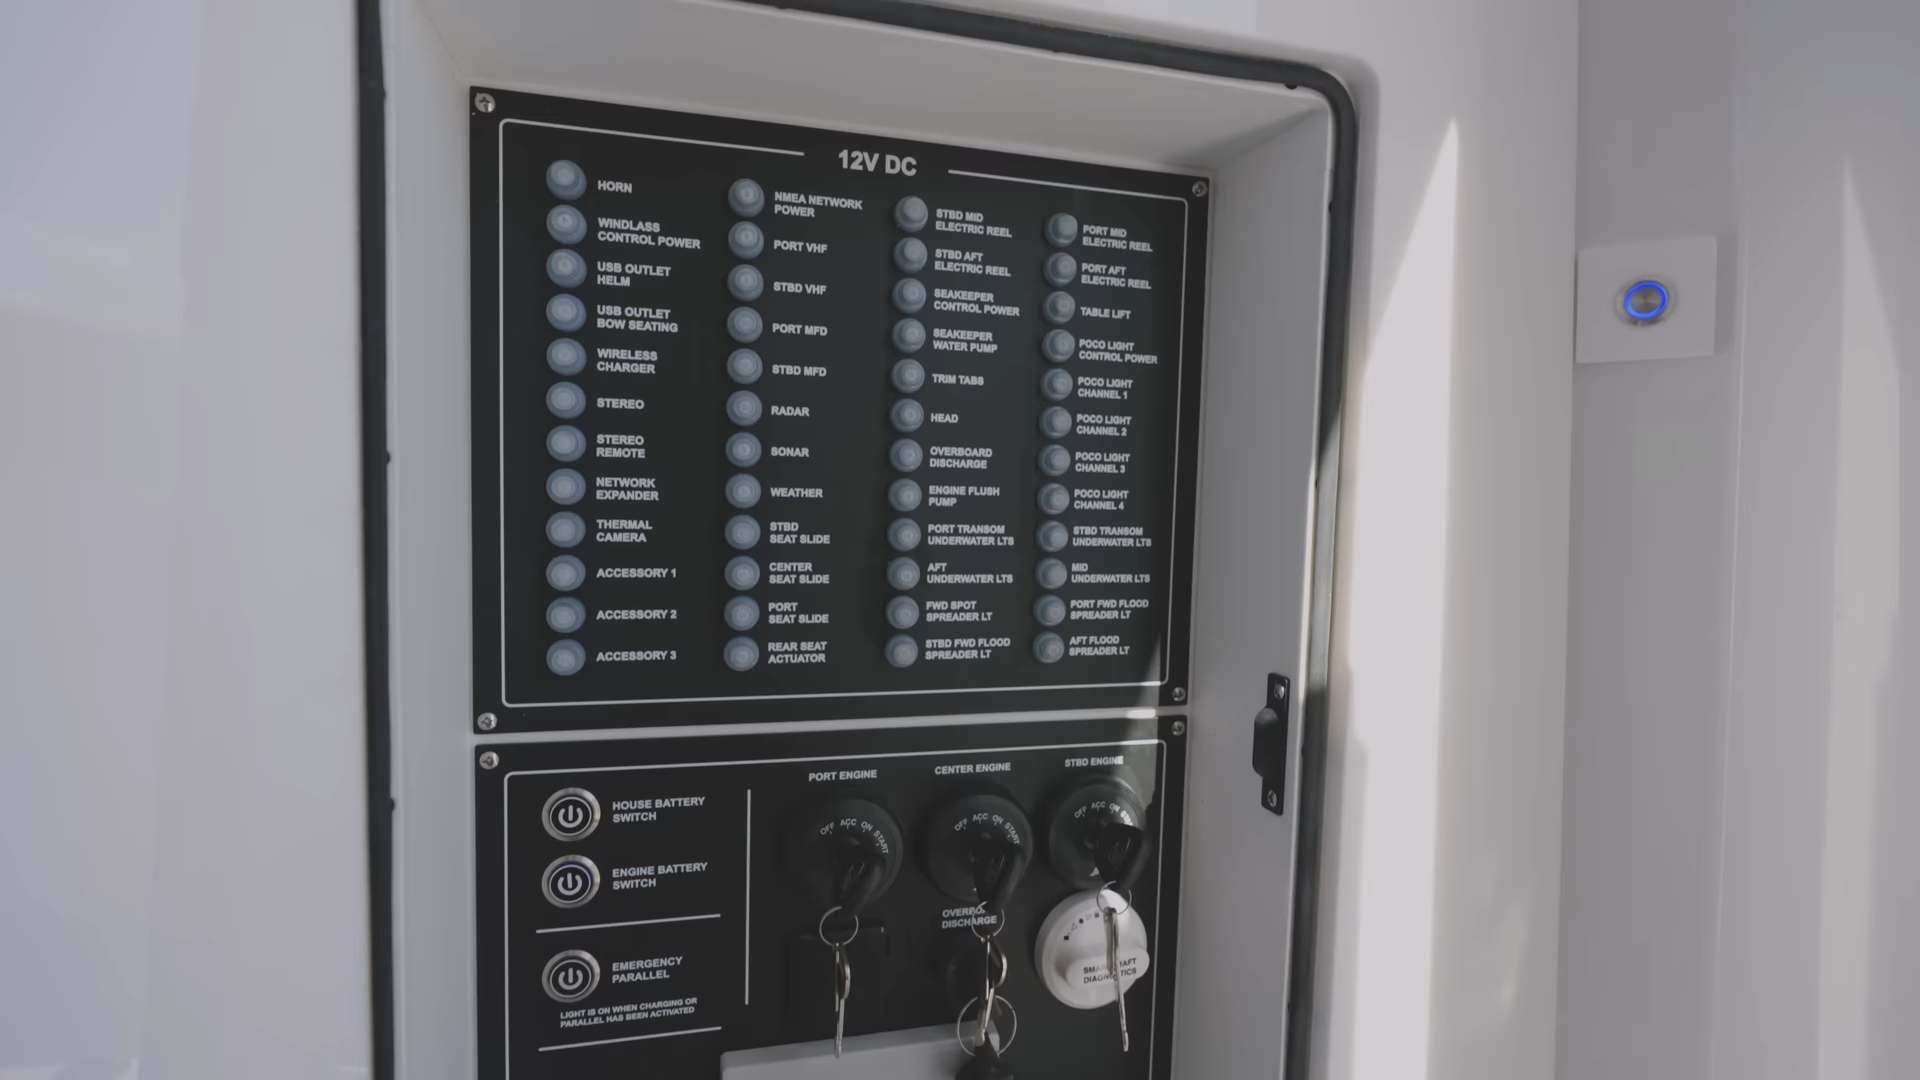 12V DC
HORN
WINDLASS
CONTROL POWER
USB OUTLET
HELM
USB OUTLET
BOW SEATING
WIRELESS
CHARGER
STEREO
STEREO
REMOTE
NETWORK
EXPANDER
THERMAL
CAMERA
ACCESSORY 1
ACCESSORY 2
ACCESSORY 3
NMEA NETWORK
POWER
PORT VHF
STBD VHF
PORT MFD
STBD MFD
RADAR
SONAR
WEATHER
STBD
SEAT SLIDE
CENTER
SEAT SLIDE
PORT
SEAT SLIDE
REAR SEAT
ACTUATOR
STBD MID
ELECTRIC REEL
STBD AFT
ELECTRIC REEL
SEAKEEPER
CONTROL POWER
SEAKEEPER
WATER PUMP
TRIM TABS
HEAD
OVERBOARD
DISCHARGE
ENGINE FLUSH
PUMP
PORT TRANSOM
UNDERWATER LTS
AFT
UNDERWATER LTS
FWD SPOT
SPREADER LT
STBD FWD FLOOD
SPREADER LT
PORT MID
ELECTRIC REEL
PORT AFT
ELECTRIC REEL
TABLE LIFT
POCO LIGHT
CONTROL POWER
POCO LIGHT
CHANNEL 1
POCO LIGHT
CHANNEL 2
POCO LIGHT
CHANNEL 3
POCO LIGHT
CHANNEL 4
STBD TRANSOM
UNDERWATER LTS
MID
UNDERWATER LTS
PORT FWD FLOOD
SPREADER LT
AFT FLOOD
SPREADER LT
HOUSE BATTERY
SWITCH
ENGINE BATTERY
SWITCH
EMERGENCY
PARALLEL
LIGHT IS ON WHEN CHARGING OR
PARALLEL HAS BEEN ACTIVATED
PORT ENGINE
OFF ACC ON START
CENTER ENGINE
OFF ACC ON START
STBD ENGINE
OFF ACC ON
DISCHARGE